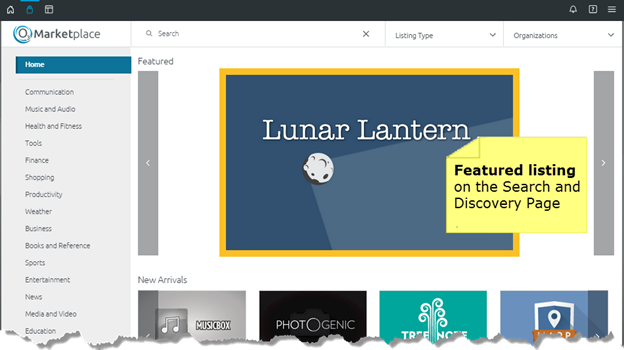 Marketplace
Search
Listing Type
Organizations
Home
Communication
Music and Audio
Health and Fitness
Tools
Finance
Shopping
Productivity
Weather
Business
Books and Reference
Sports
Entertainment
News
Media and Video
Education
Featured
Lunar Lantern
Featured listing
on the Search and
Discovery Page
New Arrivals
MUSICBOX
PHOTOGENIC